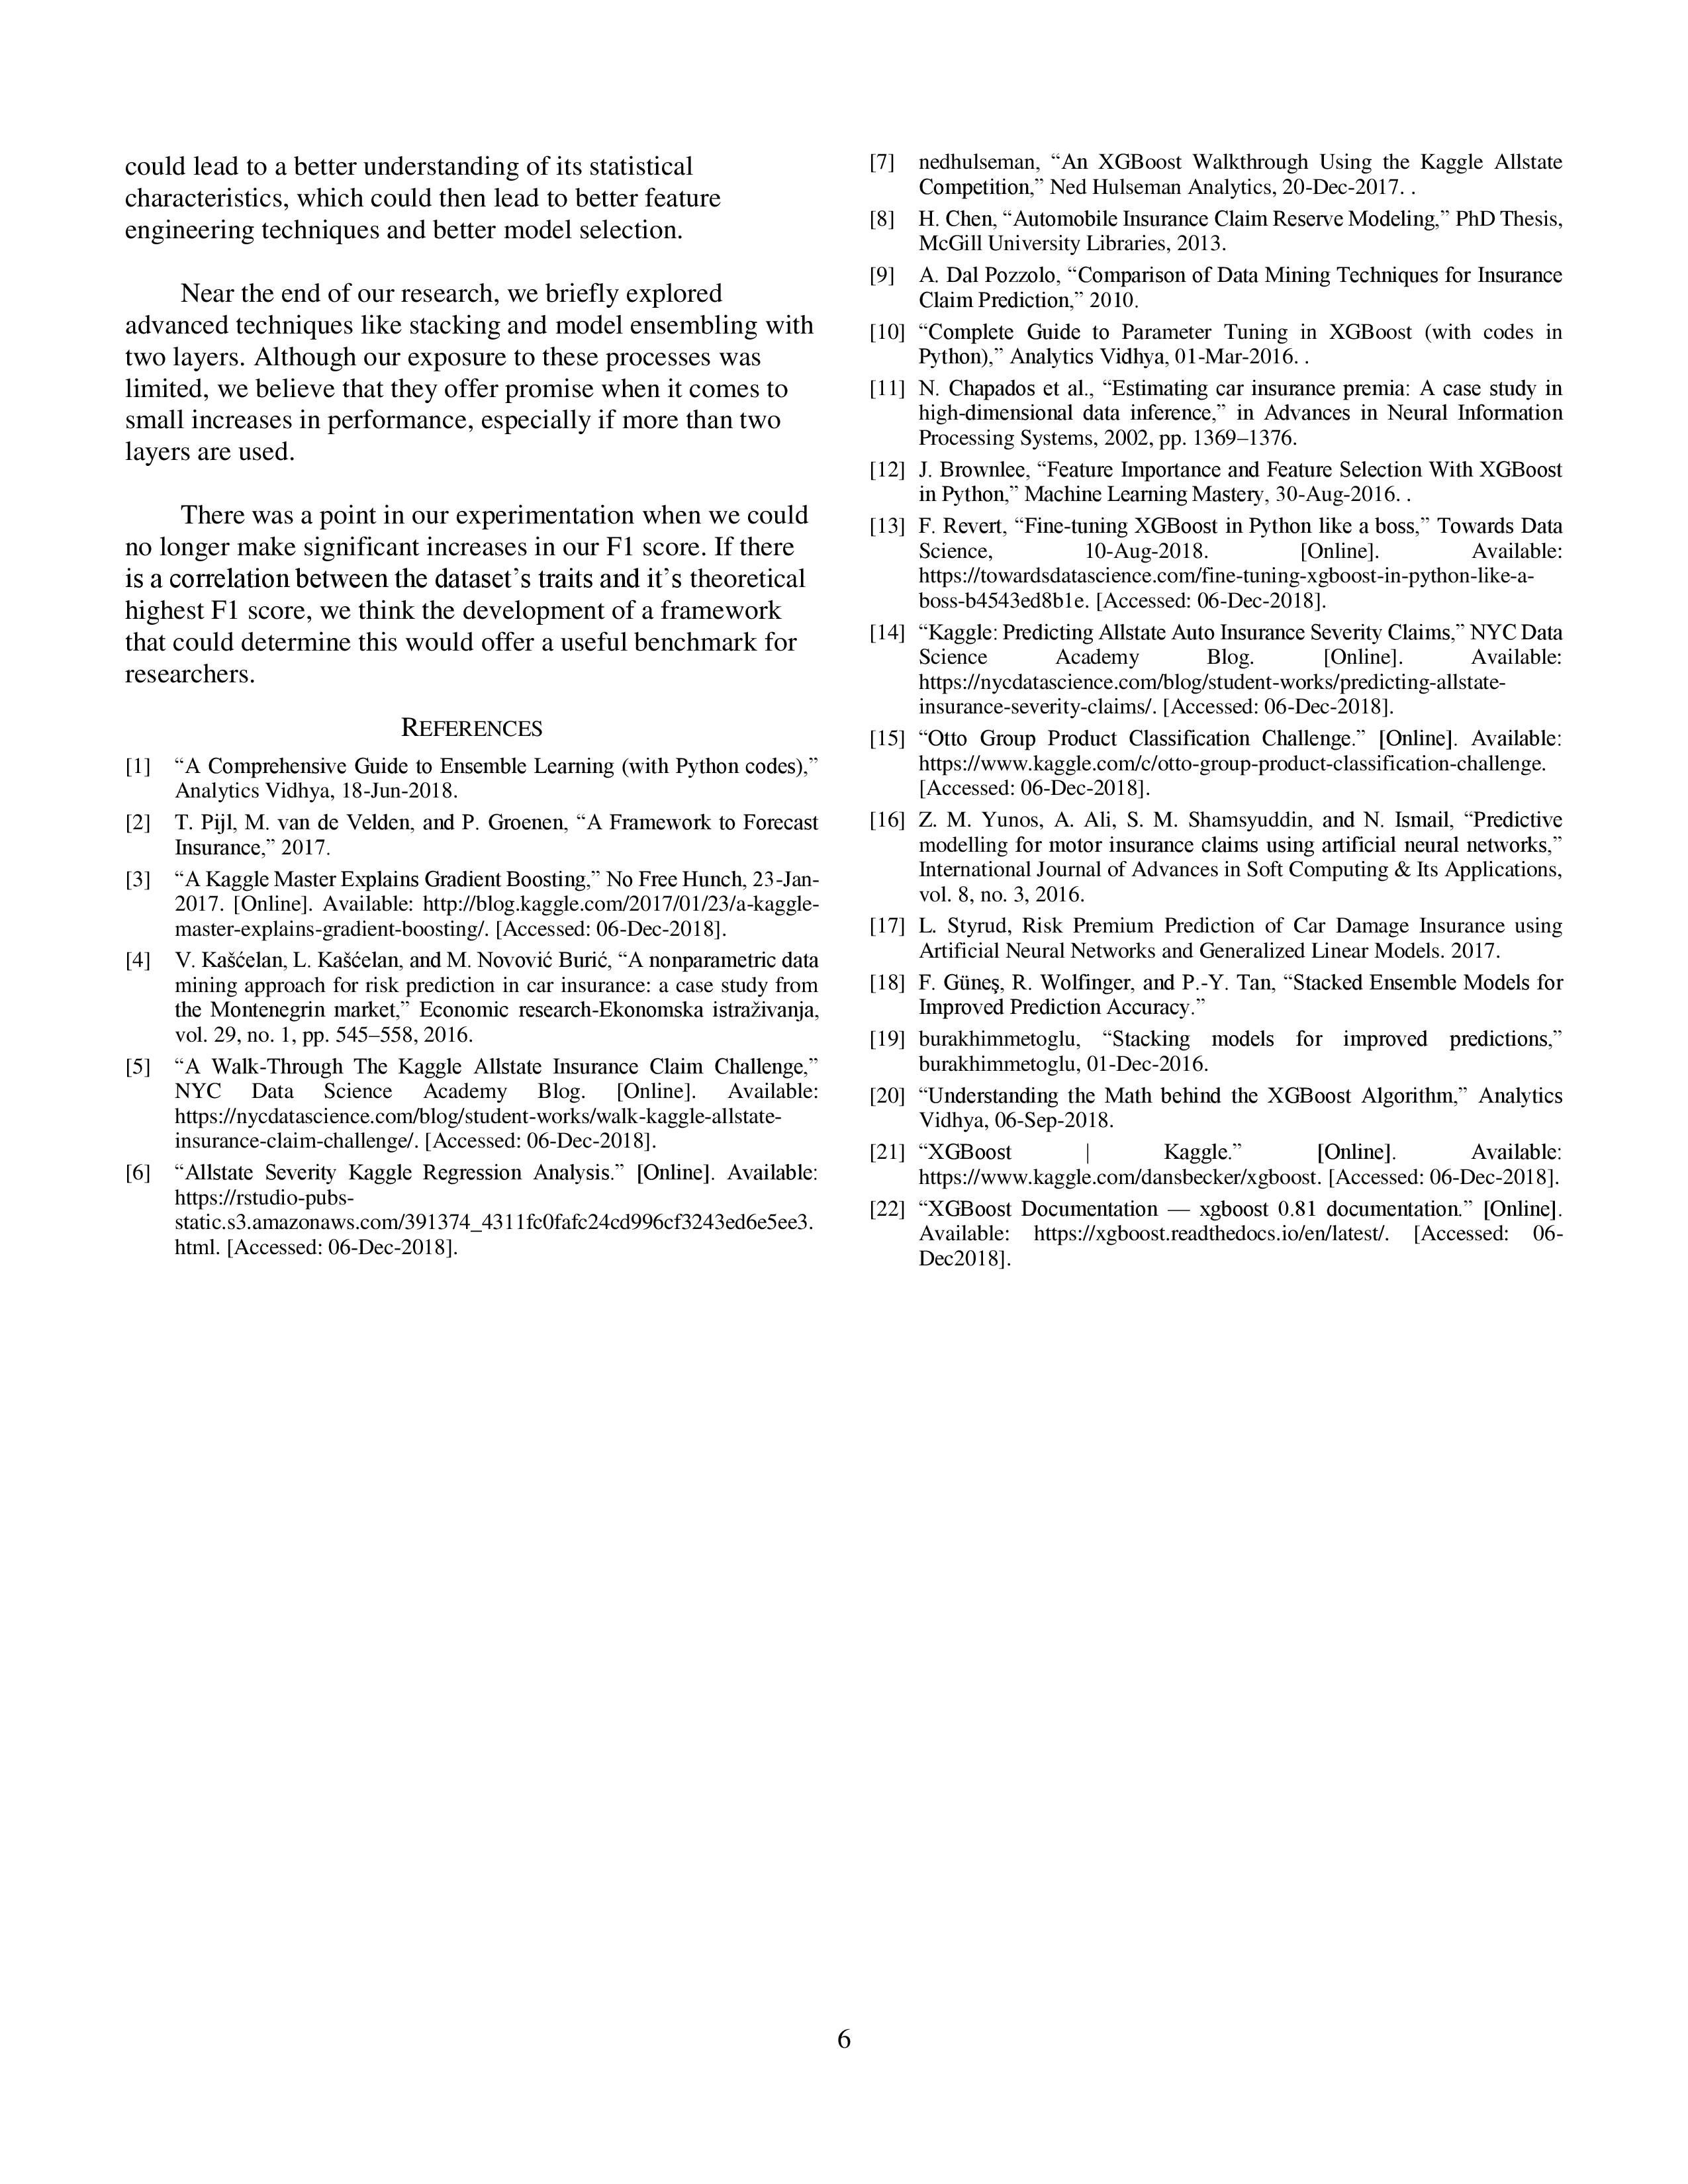 could lead to a better understanding of its statistical
characteristics, which could then lead to better feature
engineering techniques and better model selection.
Near the end of our research, we briefly explored
advanced techniques like stacking and model ensembling with
two layers. Although our exposure to these processes was
limited, we believe that they offer promise when it comes to
small increases in performance, especially if more than two
layers are used.
There was a point in our experimentation when we could
no longer make significant increases in our F1 score. If there
is a correlation between the dataset’s traits and it’s theoretical
highest F1 score, we think the development of a framework
that could determine this would offer a useful benchmark for
researchers.
REFERENCES
[1] “A Comprehensive Guide to Ensemble Learning (with Python codes),”
Analytics Vidhya, 18-Jun-2018.
[2] T. Pijl, M. van de Velden, and P. Groenen, “A Framework to Forecast
Insurance,” 2017.
[3] “A Kaggle Master Explains Gradient Boosting,” No Free Hunch, 23-Jan-
2017. [Online]. Available: http://blog.kaggle.com/2017/01/23/a-kaggle-
master-explains-gradient-boosting/. [Accessed: 06-Dec-2018].
[4] V. Kašćelan, L. Kašćelan, and M. Novović Burić, “A nonparametric data
mining approach for risk prediction in car insurance: a case study from
the Montenegrin market,” Economic research-Ekonomska istraživanja,
vol. 29, no. 1, pp. 545–558, 2016.
[5] “A Walk-Through The Kaggle Allstate Insurance Claim Challenge,”
NYC Data Science Academy Blog. [Online]. Available:
https://nycdatascience.com/blog/student-works/walk-kaggle-allstate-
insurance-claim-challenge/. [Accessed: 06-Dec-2018].
[6] “Allstate Severity Kaggle Regression Analysis.” [Online]. Available:
https://rstudio-pubs-
static.s3.amazonaws.com/391374_4311fc0fafc24cd996cf3243ed6e5ee3.
html. [Accessed: 06-Dec-2018].
[7] nedhulseman, “An XGBoost Walkthrough Using the Kaggle Allstate
Competition,” Ned Hulseman Analytics, 20-Dec-2017. .
[8] H. Chen, “Automobile Insurance Claim Reserve Modeling,” PhD Thesis,
McGill University Libraries, 2013.
[9] A. Dal Pozzolo, “Comparison of Data Mining Techniques for Insurance
Claim Prediction,” 2010.
[10] “Complete Guide to Parameter Tuning in XGBoost (with codes in
Python),” Analytics Vidhya, 01-Mar-2016. .
[11] N. Chapados et al., “Estimating car insurance premia: A case study in
high-dimensional data inference,” in Advances in Neural Information
Processing Systems, 2002, pp. 1369–1376.
[12] J. Brownlee, “Feature Importance and Feature Selection With XGBoost
in Python,” Machine Learning Mastery, 30-Aug-2016. .
[13] F. Revert, “Fine-tuning XGBoost in Python like a boss,” Towards Data
Science, 10-Aug-2018. [Online]. Available:
https://towardsdatascience.com/fine-tuning-xgboost-in-python-like-a-
boss-b4543ed8b1e. [Accessed: 06-Dec-2018].
[14] “Kaggle: Predicting Allstate Auto Insurance Severity Claims,” NYC Data
Science Academy Blog. [Online]. Available:
https://nycdatascience.com/blog/student-works/predicting-allstate-
insurance-severity-claims/. [Accessed: 06-Dec-2018].
[15] “Otto Group Product Classification Challenge.” [Online]. Available:
https://www.kaggle.com/c/otto-group-product-classification-challenge.
[Accessed: 06-Dec-2018].
[16] Z. M. Yunos, A. Ali, S. M. Shamsyuddin, and N. Ismail, “Predictive
modelling for motor insurance claims using artificial neural networks,”
International Journal of Advances in Soft Computing & Its Applications,
vol. 8, no. 3, 2016.
[17] L. Styrud, Risk Premium Prediction of Car Damage Insurance using
Artificial Neural Networks and Generalized Linear Models. 2017.
[18] F. Güneş, R. Wolfinger, and P.-Y. Tan, “Stacked Ensemble Models for
Improved Prediction Accuracy.”
[19] burakhimmetoglu, “Stacking models for improved predictions,”
burakhimmetoglu, 01-Dec-2016.
[20] “Understanding the Math behind the XGBoost Algorithm,” Analytics
Vidhya, 06-Sep-2018.
[21] “XGBoost | Kaggle.” [Online]. Available:
https://www.kaggle.com/dansbecker/xgboost. [Accessed: 06-Dec-2018].
[22] “XGBoost Documentation — xgboost 0.81 documentation.” [Online].
Available: https://xgboost.readthedocs.io/en/latest/. [Accessed: 06-
Dec2018].
6